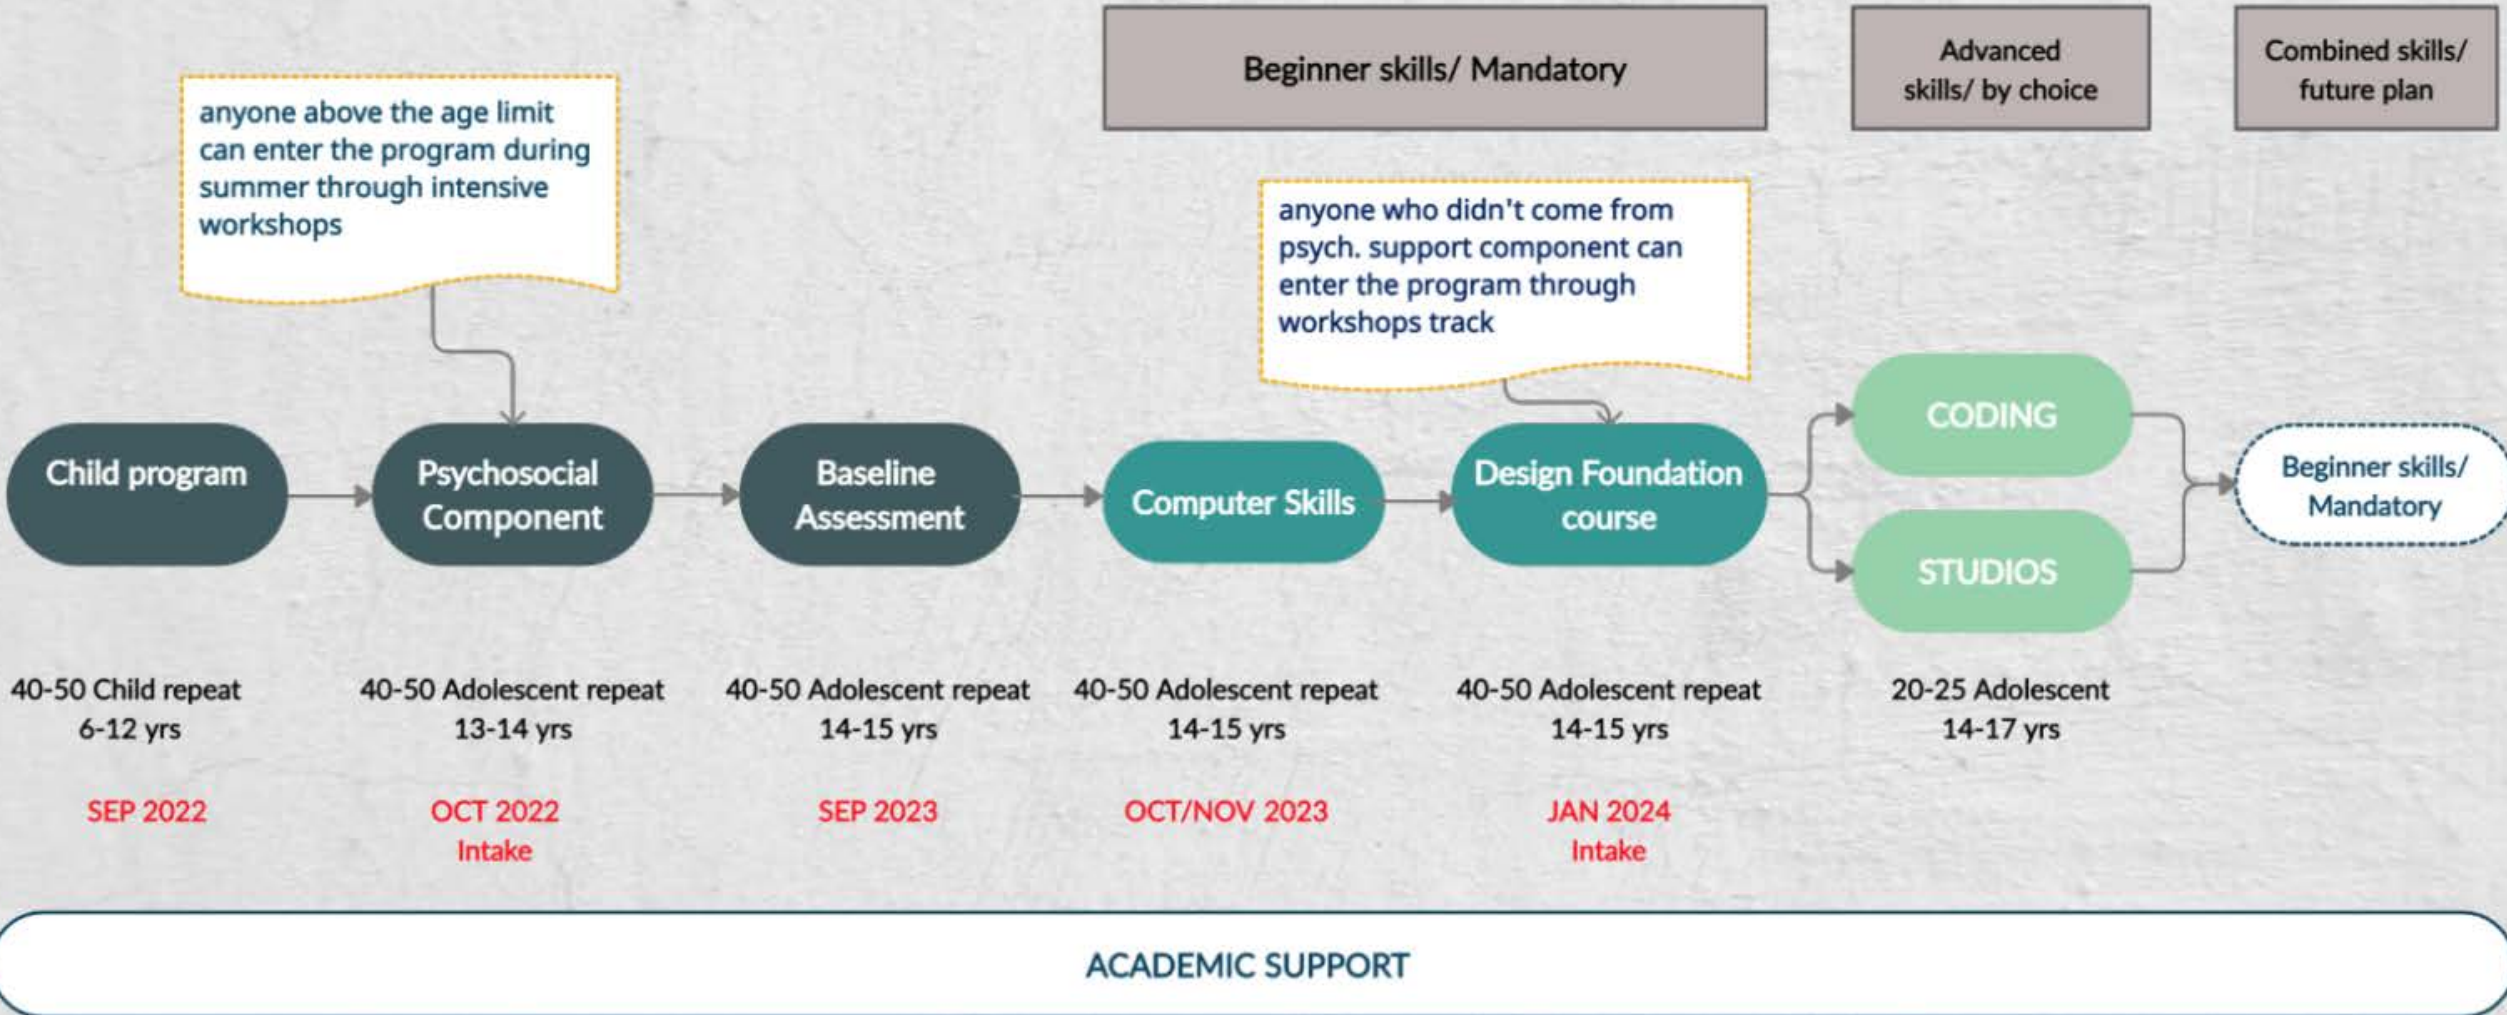 Beginner skills/ Mandatory
Advanced
skills/ by choice
Combined skills/
future plan
anyone above the age limit
can enter the program during
summer through intensive
workshops
anyone who didn't come from
psych. support component can
enter the program through
workshops track
Child program
Psychosocial
Component
Baseline
Assessment
Computer Skills
Design Foundation
course
CODING
STUDIOS
Beginner skills/
Mandatory
40-50 Child repeat
6-12 yrs
SEP 2022
40-50 Adolescent repeat
13-14 yrs
OCT 2022
Intake
40-50 Adolescent repeat
14-15 yrs
SEP 2023
40-50 Adolescent repeat
14-15 yrs
OCT/NOV 2023
40-50 Adolescent repeat
14-15 yrs
JAN 2024
Intake
20-25 Adolescent
14-17 yrs
ACADEMIC SUPPORT